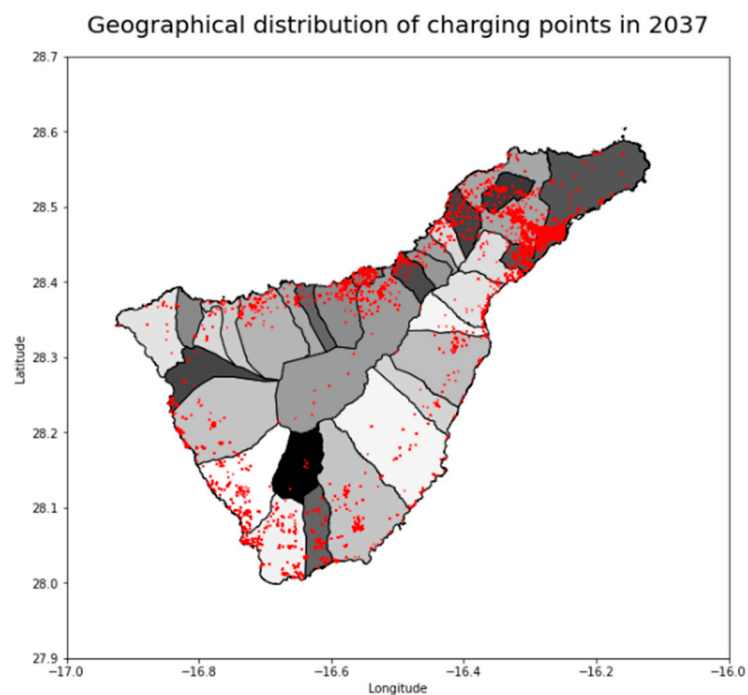 Geographical distribution of charging points in 2037
28.7
28.6
28.5
28.4
28.3
28.2
28.1
28.0
27.9
Latitude
−17.0 −16.8 −16.6 −16.4 −16.2 −16.0
Longitude